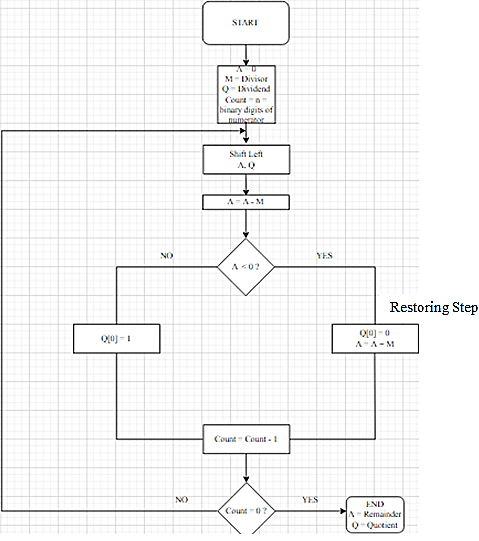 START
A = 0
M = Divisor
Q = Dividend
Count = n =
binary digits of
numerator
Shift Left
A, Q
A = A - M
A < 0 ?
NO
YES
Restoring Step
Q[0] = 1
Q[0] = 0
A = A + M
Count = Count - 1
Count = 0 ?
NO
YES
END
A = Remainder
Q = Quotient